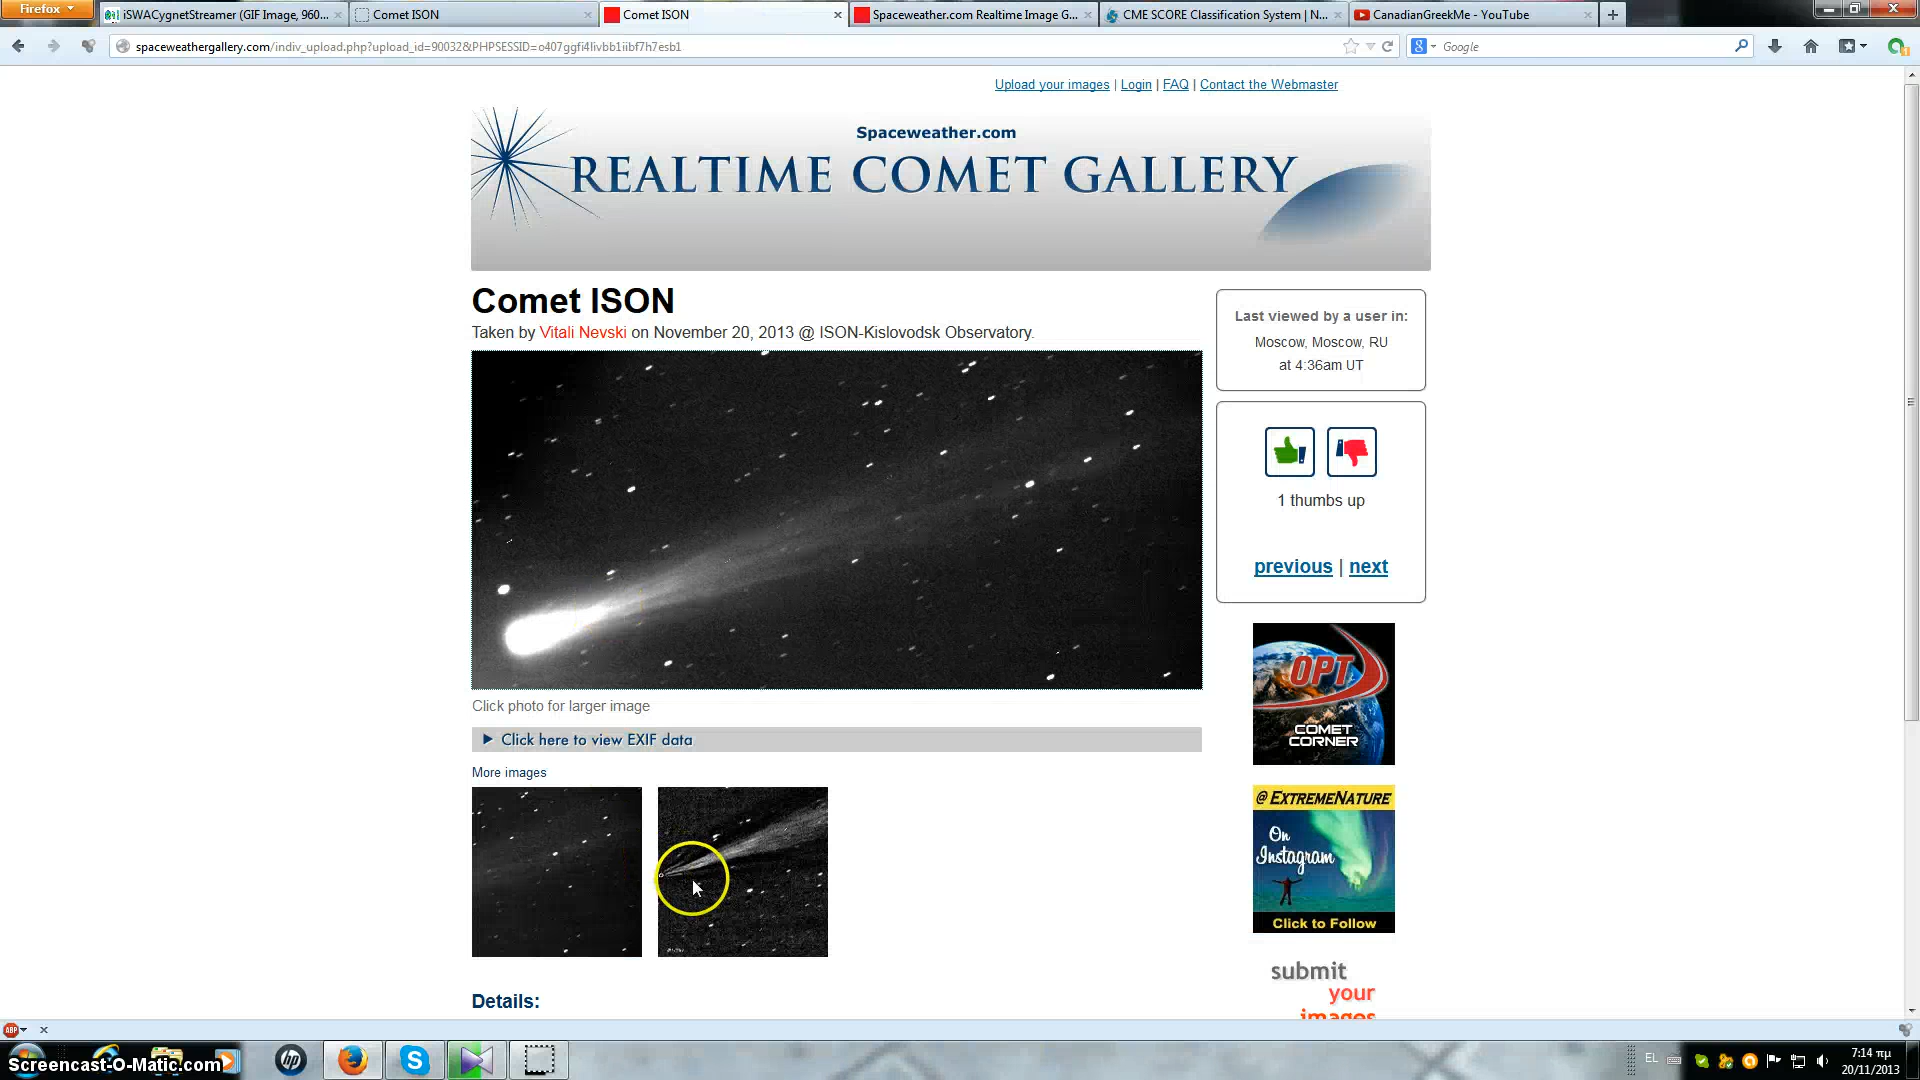 Firefox
iSWACygnetStreamer (GIF Image, 960...
Comet ISON
Comet ISON
Spaceweather.com Realtime Image G...
CME SCORE Classification System | N...
CanadianGreekMe - YouTube
spaceweathergallery.com/indiv_upload.php?upload_id=90032&PHPSESSID=o407ggfi4livbb1iibf7h7esb1
Google
Upload your images | Login | FAQ | Contact the Webmaster
Spaceweather.com
REALTIME COMET GALLERY
Comet ISON
Taken by Vitali Nevski on November 20, 2013 @ ISON-Kislovodsk Observatory.
Last viewed by a user in:
Moscow, Moscow, RU
at 4:36am UT
1 thumbs up
previous | next
OPT
COMET
CORNER
Click photo for larger image
Click here to view EXIF data
More images
@ EXTREMENATURE
On
Instagram
Click to Follow
submit
your
images
Details:
ABP
hp
Screencast-O-Matic.com
EL
7:14 πμ
20/11/2013